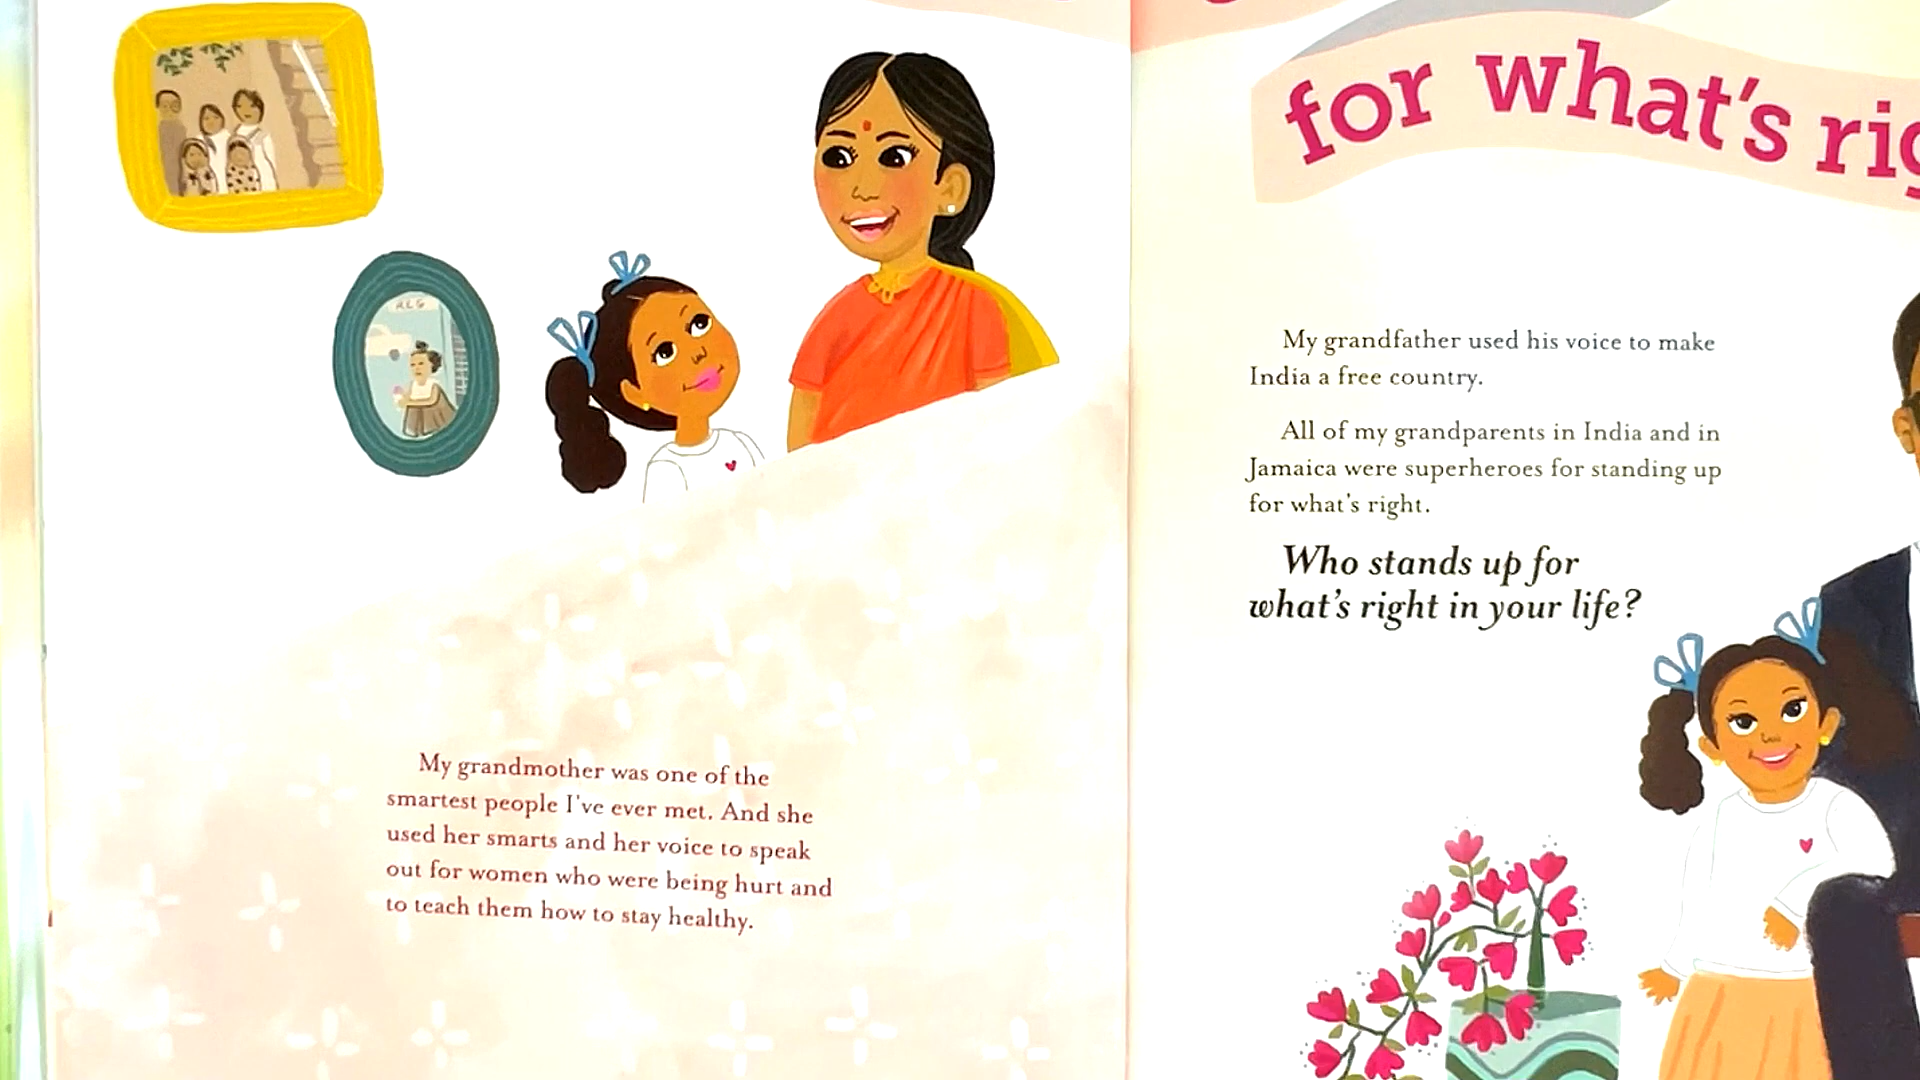 My grandmother was one of the
smartest people I've ever met. And she
used her smarts and her voice to speak
out for women who were being hurt and
to teach them how to stay healthy.
for what's
My grandfather used his voice to make
India a free country.
All of my grandparents in India and in
Jamaica were superheroes for standing up
for what's right.
Who stands up for
what's right in your life?